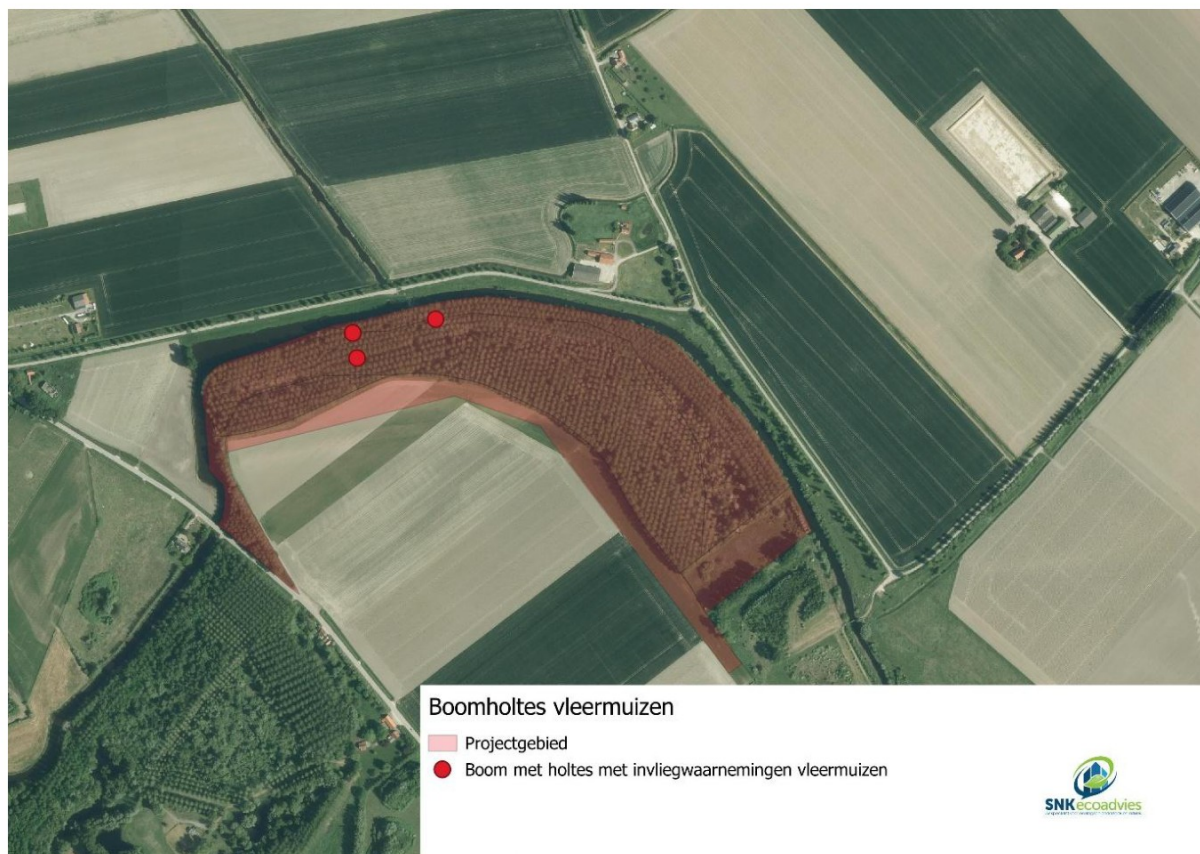 Boomholtes vleermuizen
Projectgebied
Boom met holtes met invliegwaarnemingen vleermuizen
SNKecoadvies